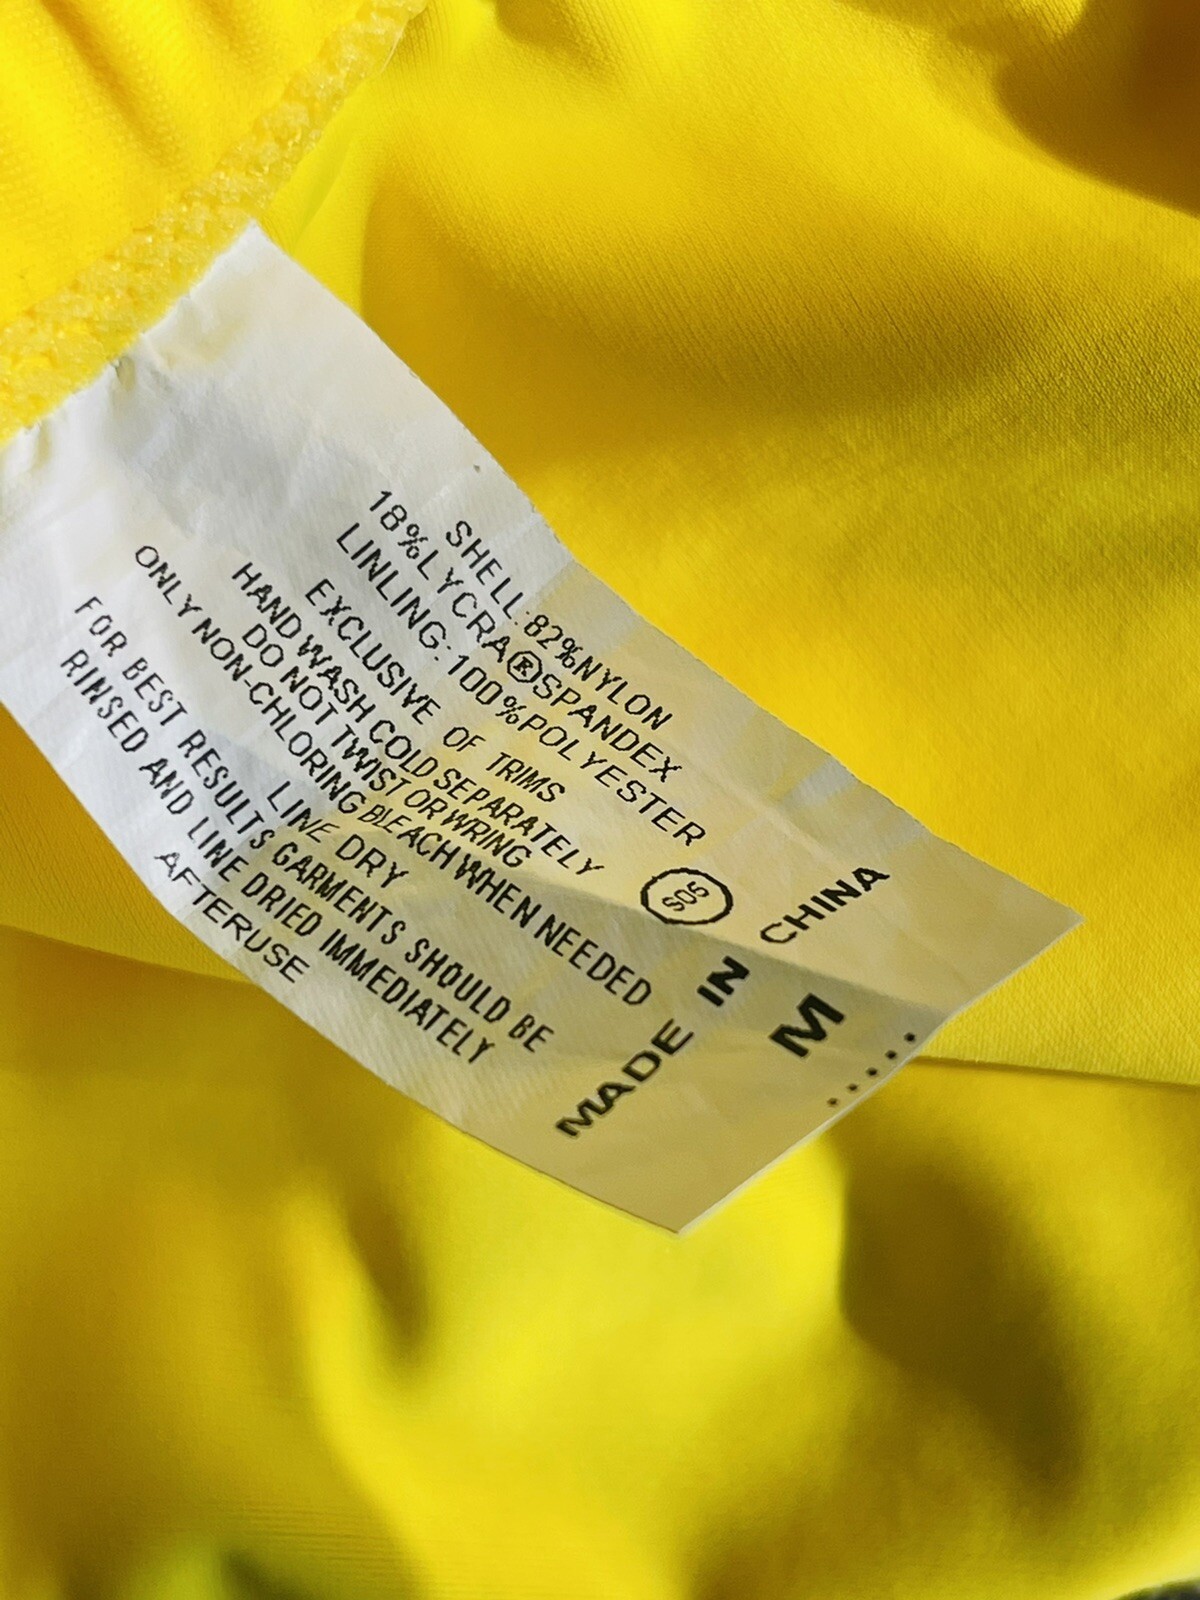 SHELL:82%NYLON
18%LYCRA®SPANDEX
LINLING:100%POLYESTER
EXCLUSIVE OF TRIMS
HAND WASH COLD SEPARATELY
DO NOT TWIST OR WRING
ONLY NON-CHLORING BLEACH WHEN NEEDED
LINE DRY
FOR BEST RESULTS GARMENTS SHOULD BE
RINSED AND LINE DRIED IMMEDIATELY
AFTERUSE
S05
MADE IN CHINA
M
.....